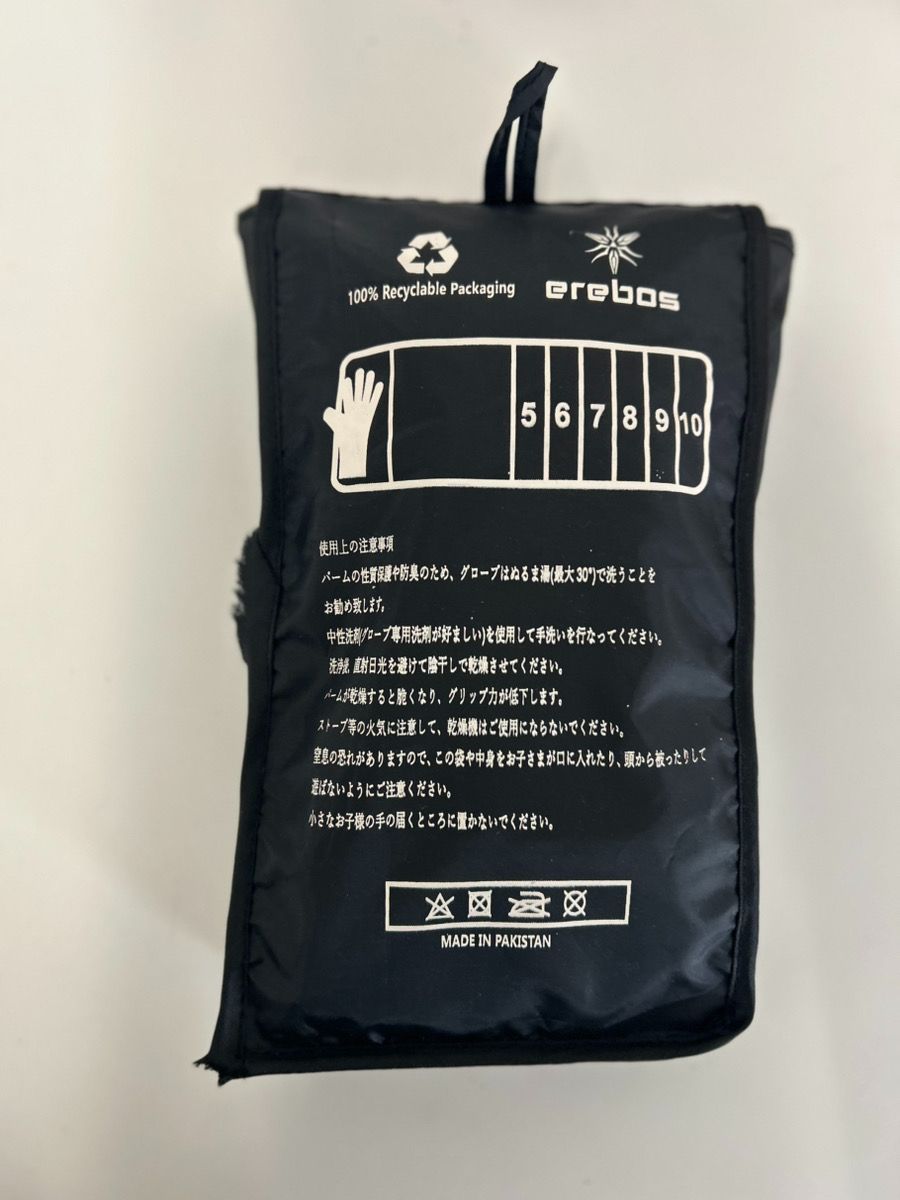 100% Recyclable Packaging
erebos
5 6 7 8 9 10
使用上の注意事項
パームの性質保護や防臭のため、グローブはぬるま湯(最大30°)で洗うことを
お勧め致します。
中性洗剤(グローブ専用洗剤が好ましい)を使用して手洗いを行なってください。
洗浄後、直射日光を避けて陰干しで乾燥させてください。
パームが乾燥すると脆くなり、グリップ力が低下します。
ストーブ等の火気に注意して、乾燥機はご使用にならないでください。
窒息の恐れがありますので、この袋や中身をお子さまが口に入れたり、頭から被ったりして
遊ばないようにご注意ください。
小さなお子様の手の届くところに置かないでください。
MADE IN PAKISTAN